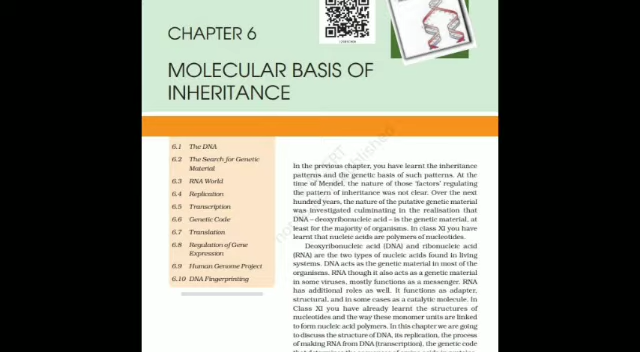 CHAPTER 6
MOLECULAR BASIS OF
INHERITANCE
6.1 The DNA
6.2 The Search for Genetic
Material
6.3 RNA World
6.4 Replication
6.5 Transcription
6.6 Genetic Code
6.7 Translation
6.8 Regulation of Gene
Expression
6.9 Human Genome Project
6.10 DNA Fingerprinting
In the previous chapter, you have learnt the inheritance
patterns and the genetic basis of such patterns. At the
time of Mendel, the nature of those 'factors' regulating
the pattern of inheritance was not clear. Over the next
hundred years, the nature of the putative genetic material
was investigated culminating in the realisation that
DNA – deoxyribonucleic acid – is the genetic material, at
least for the majority of organisms. In class XI you have
learnt that nucleic acids are polymers of nucleotides.
Deoxyribonucleic acid (DNA) and ribonucleic acid
(RNA) are the two types of nucleic acids found in living
systems. DNA acts as the genetic material in most of the
organisms. RNA though it also acts as a genetic material
in some viruses, mostly functions as a messenger. RNA
has additional roles as well. It functions as adapter,
structural, and in some cases as a catalytic molecule. In
Class XI you have already learnt the structures of
nucleotides and the way these monomer units are linked
to form nucleic acid polymers. In this chapter we are going
to discuss the structure of DNA, its replication, the process
of making RNA from DNA (transcription), the genetic code